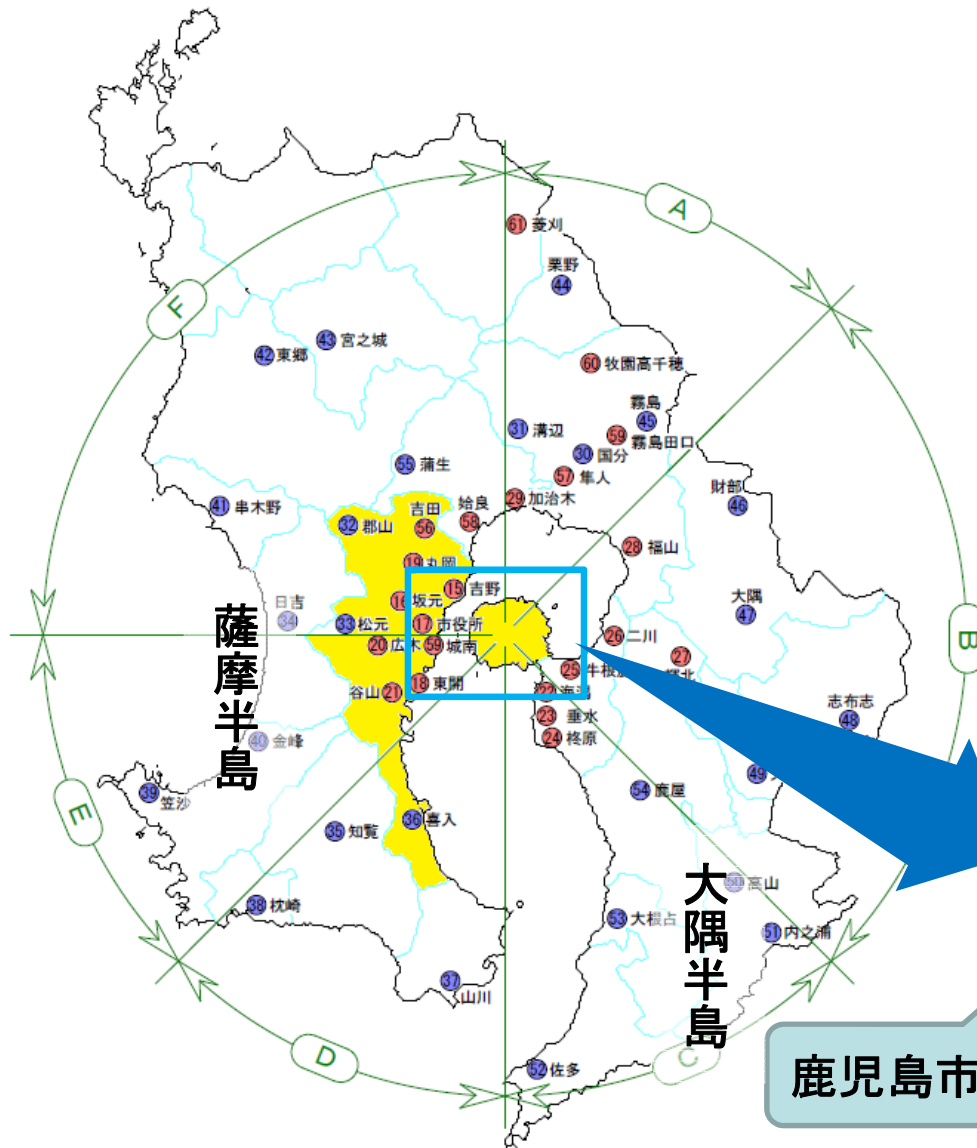 A
61 菱刈
栗野
44
F
43 宮之城
42 東郷
60 牧園高千穂
霧島
45
31 溝辺
59 霧島田口
30 国分
55 蒲生
57 隼人
財部
46
41 串木野
29 加治木
姶良
58
吉田
56
32 郡山
28 福山
19 丸岡
15 吉野
16 坂元
大隅
47
日吉
34
33 松元
17 市役所
26 二川
B
20 広木
59 城南
27
25 牛根
18 東開
谷山 21
22 海潟
志布志
48
23 垂水
24 柊原
40 金峰
薩摩半島
49
54 鹿屋
39 笠沙
E
36 喜入
35 知覧
50 高山
大隅半島
38 枕崎
53 大根占
51 内之浦
37
山川
D
C
52 佐多
鹿児島市